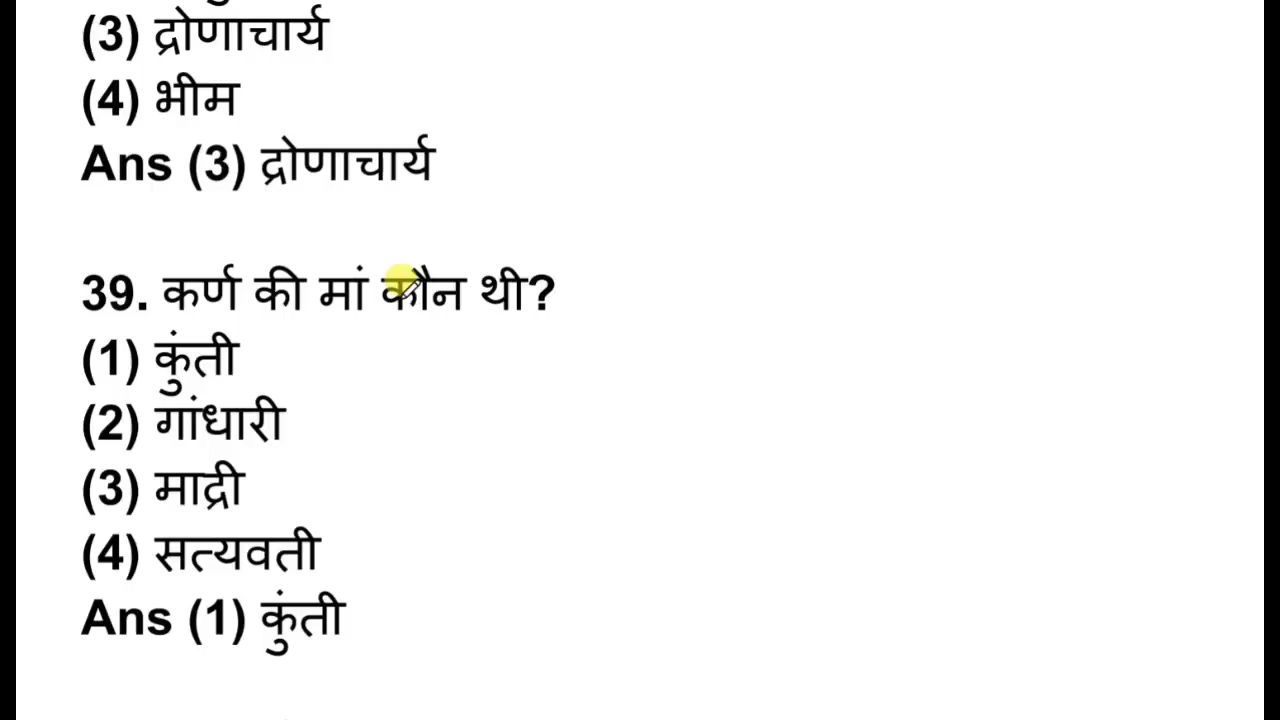 (3) द्रोणाचार्य
(4) भीम
Ans (3) द्रोणाचार्य
39. कर्ण की मां कौन थी?
(1) कुंती
(2) गांधारी
(3) माद्री
(4) सत्यवती
Ans (1) कुंती